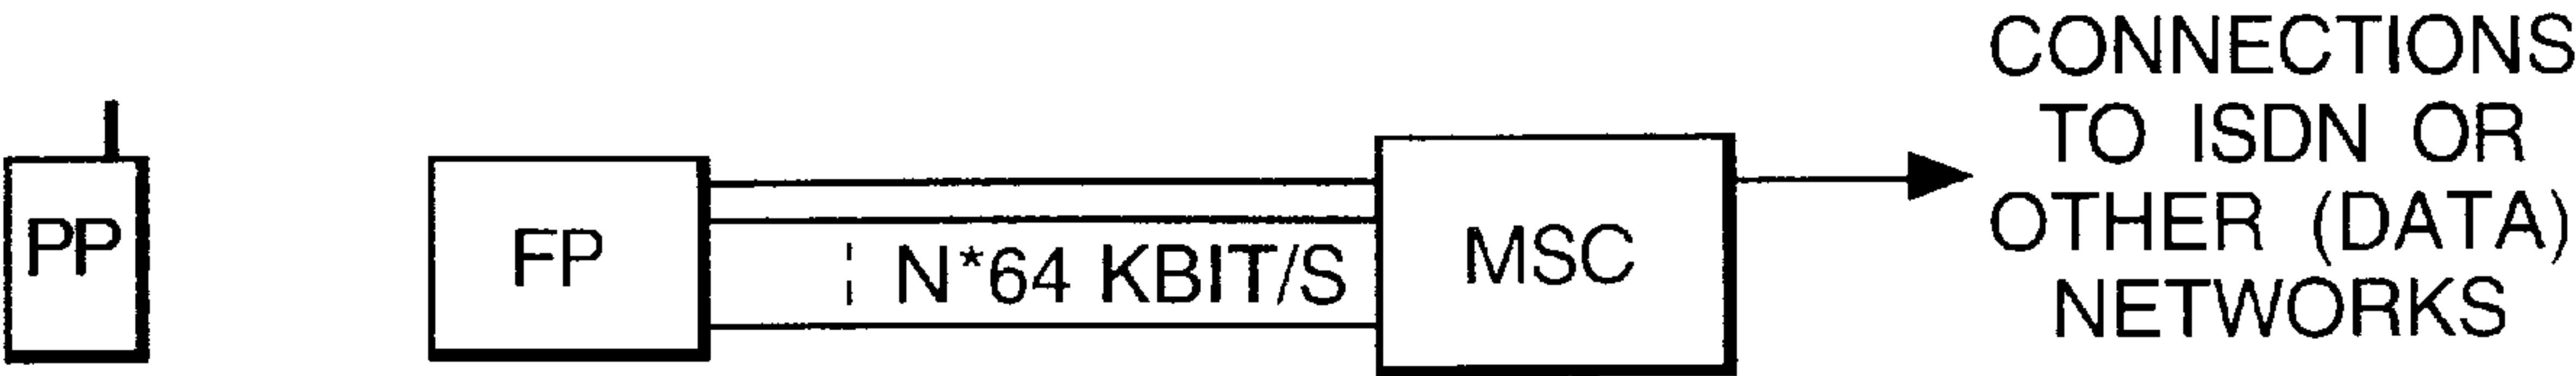 PP
FP
N*64 KBIT/S
MSC
CONNECTIONS
TO ISDN OR
OTHER (DATA)
NETWORKS